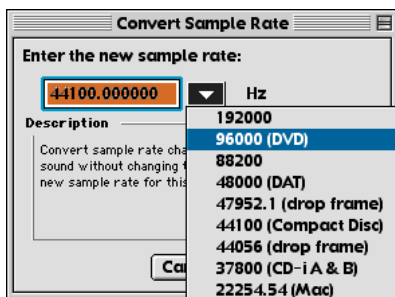 Convert Sample Rate
Enter the new sample rate:
44100.000000 Hz
Description
Convert sample rate cha
sound without changing
new sample rate for this
Ca
192000
96000 (DVD)
88200
48000 (DAT)
47952.1 (drop frame)
44100 (Compact Disc)
44056 (drop frame)
37800 (CD-i A & B)
22254.54 (Mac)